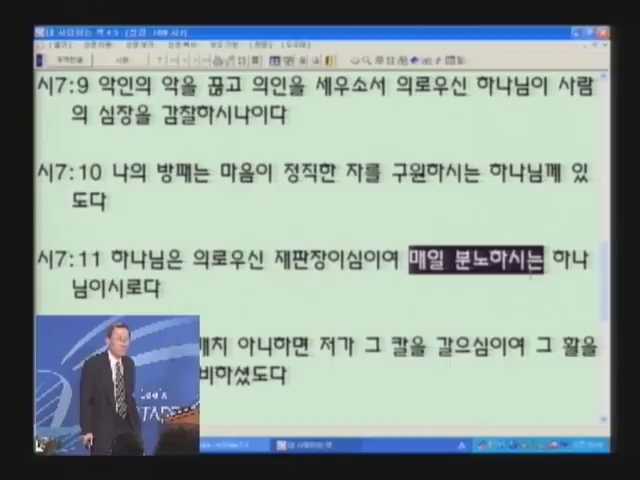 시7:9 악인의 악을 끊고 의인을 세우소서 의로우신 하나님이 사람
의 심장을 감찰하시나이다
시7:10 나의 방패는 마음이 정직한 자를 구원하시는 하나님께 있
도다
시7:11 하나님은 의로우신 재판장이심이여 매일 분노하시는 하나
님이시로다
아니하면 저가 그 칼을 갈으심이여 그 활을
비하셨도다